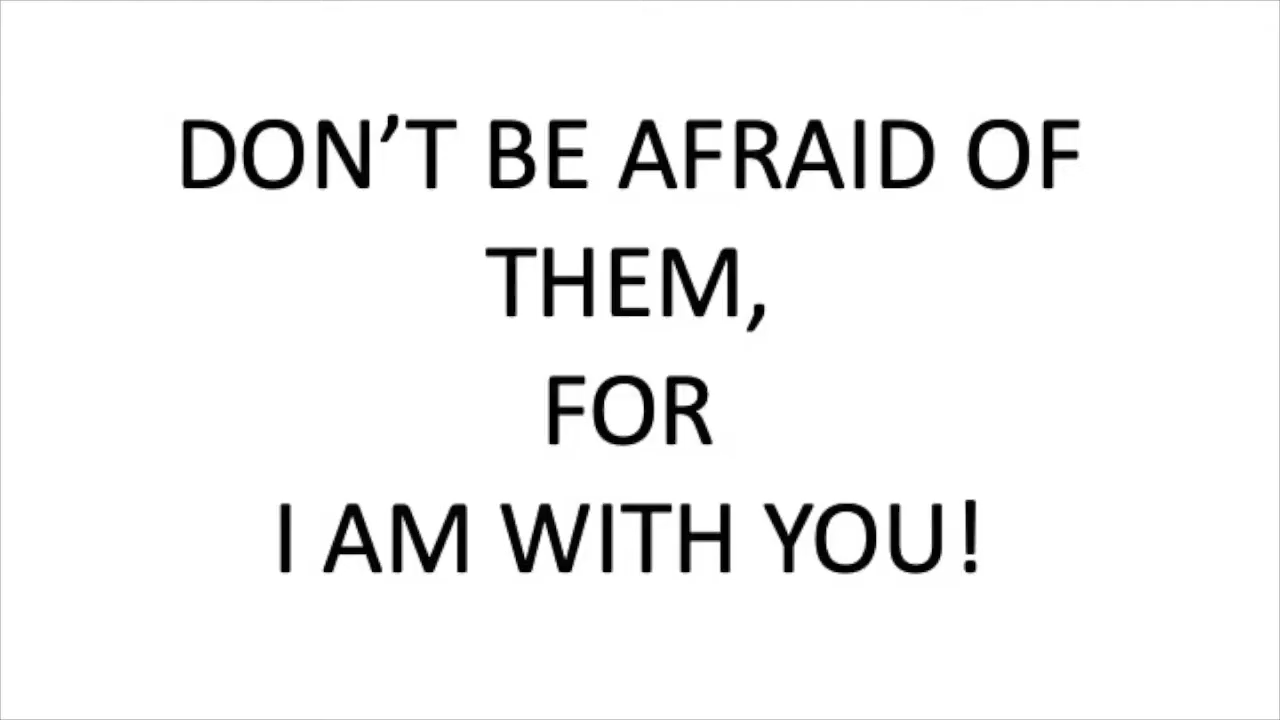 DON’T BE AFRAID OF
THEM,
FOR
I AM WITH YOU!